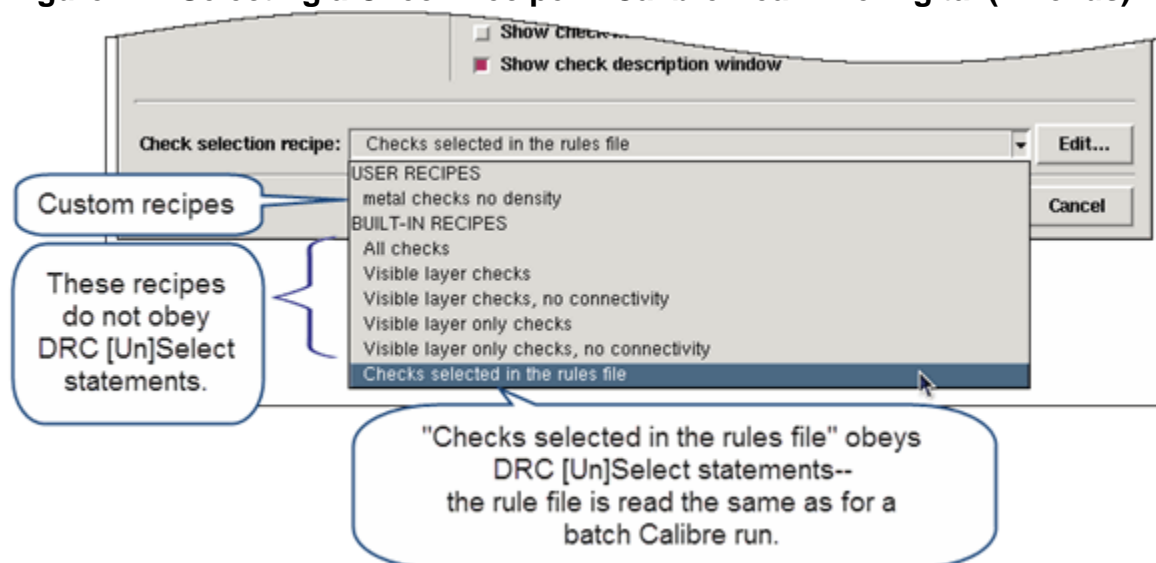 Show check
Show check description window
Check selection recipe: Checks selected in the rules file Edit...
USER RECIPES
metal checks no density
BUILT-IN RECIPES
All checks
Visible layer checks
Visible layer checks, no connectivity
Visible layer only checks
Visible layer only checks, no connectivity
Checks selected in the rules file
Cancel
Custom recipes
These recipes
do not obey
DRC [Un]Select
statements.
"Checks selected in the rules file" obeys
DRC [Un]Select statements--
the rule file is read the same as for a
batch Calibre run.